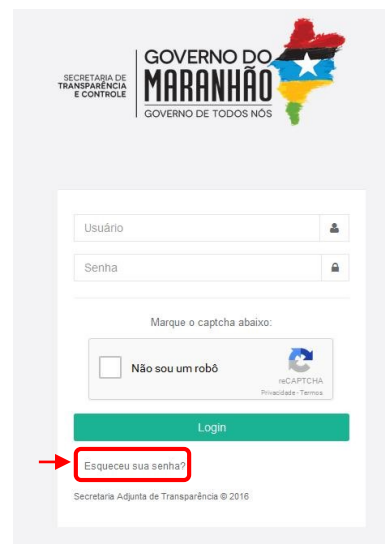 SECRETARIA DE
TRANSPARÊNCIA
E CONTROLE
GOVERNO DO
MARANHÃO
GOVERNO DE TODOS NÓS
Usuário
Senha
Marque o captcha abaixo:
Não sou um robô
reCAPTCHA
Privacidade - Termos
Login
Esqueceu sua senha?
Secretaria Adjunta de Transparência © 2016